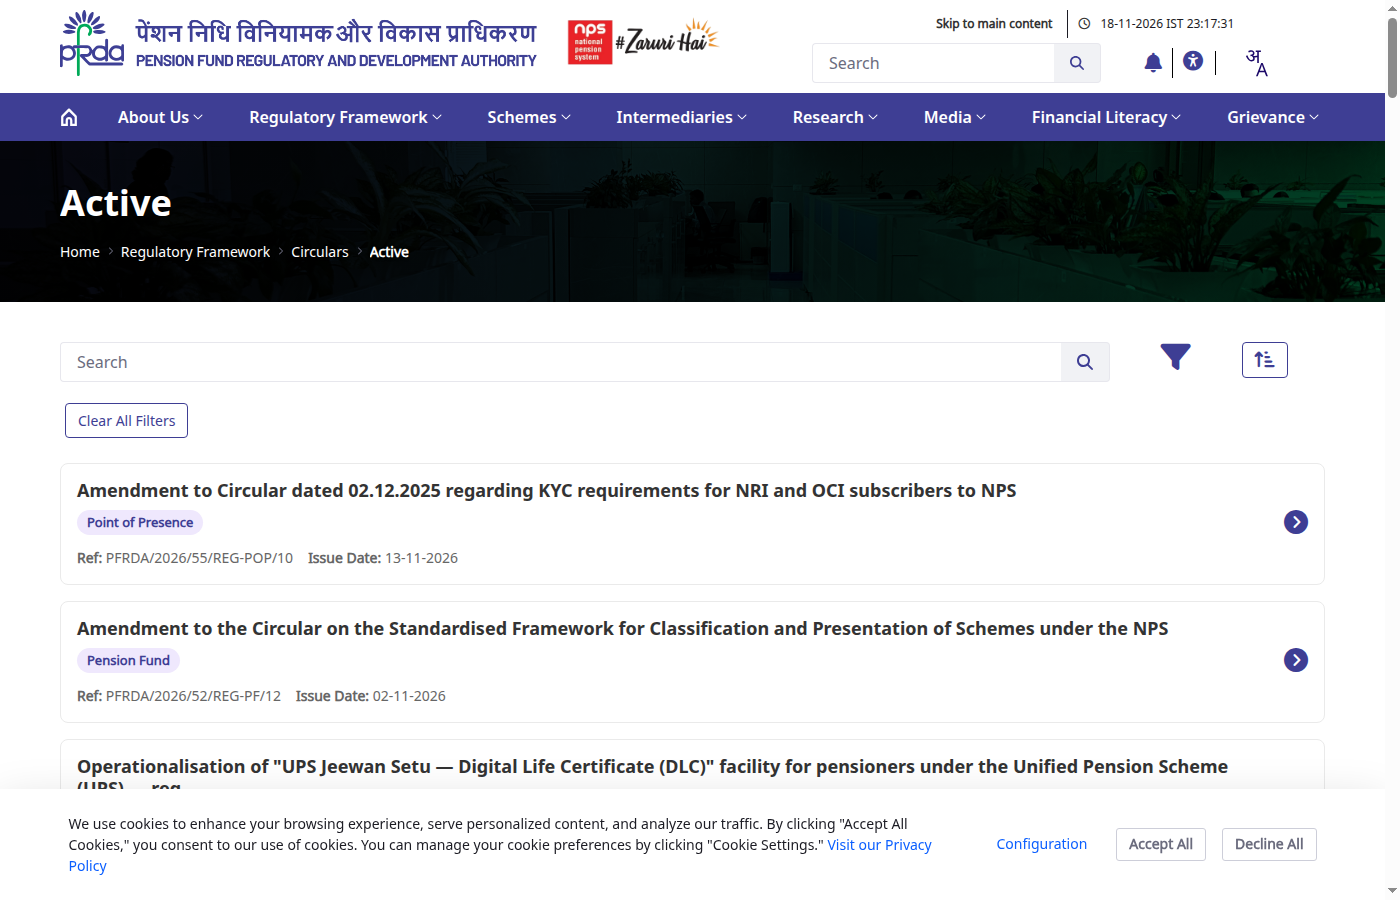 पेंशन निधि विनियामक और विकास प्राधिकरण
prda
PENSION FUND REGULATORY AND DEVELOPMENT AUTHORITY
nps
national
pension
system
#Zaruri Hai
Skip to main content
18-11-2026 IST 23:17:31
Search
अ
A
About Us
Regulatory Framework
Schemes
Intermediaries
Research
Media
Financial Literacy
Grievance
Active
Home
Regulatory Framework
Circulars
Active
Search
Clear All Filters
Amendment to Circular dated 02.12.2025 regarding KYC requirements for NRI and OCI subscribers to NPS
Point of Presence
Ref: PFRDA/2026/55/REG-POP/10 Issue Date: 13-11-2026
Amendment to the Circular on the Standardised Framework for Classification and Presentation of Schemes under the NPS
Pension Fund
Ref: PFRDA/2026/52/REG-PF/12 Issue Date: 02-11-2026
Operationalisation of "UPS Jeewan Setu — Digital Life Certificate (DLC)" facility for pensioners under the Unified Pension Scheme
We use cookies to enhance your browsing experience, serve personalized content, and analyze our traffic. By clicking "Accept All
Cookies," you consent to our use of cookies. You can manage your cookie preferences by clicking "Cookie Settings." Visit our Privacy
Policy
Configuration
Accept All
Decline All